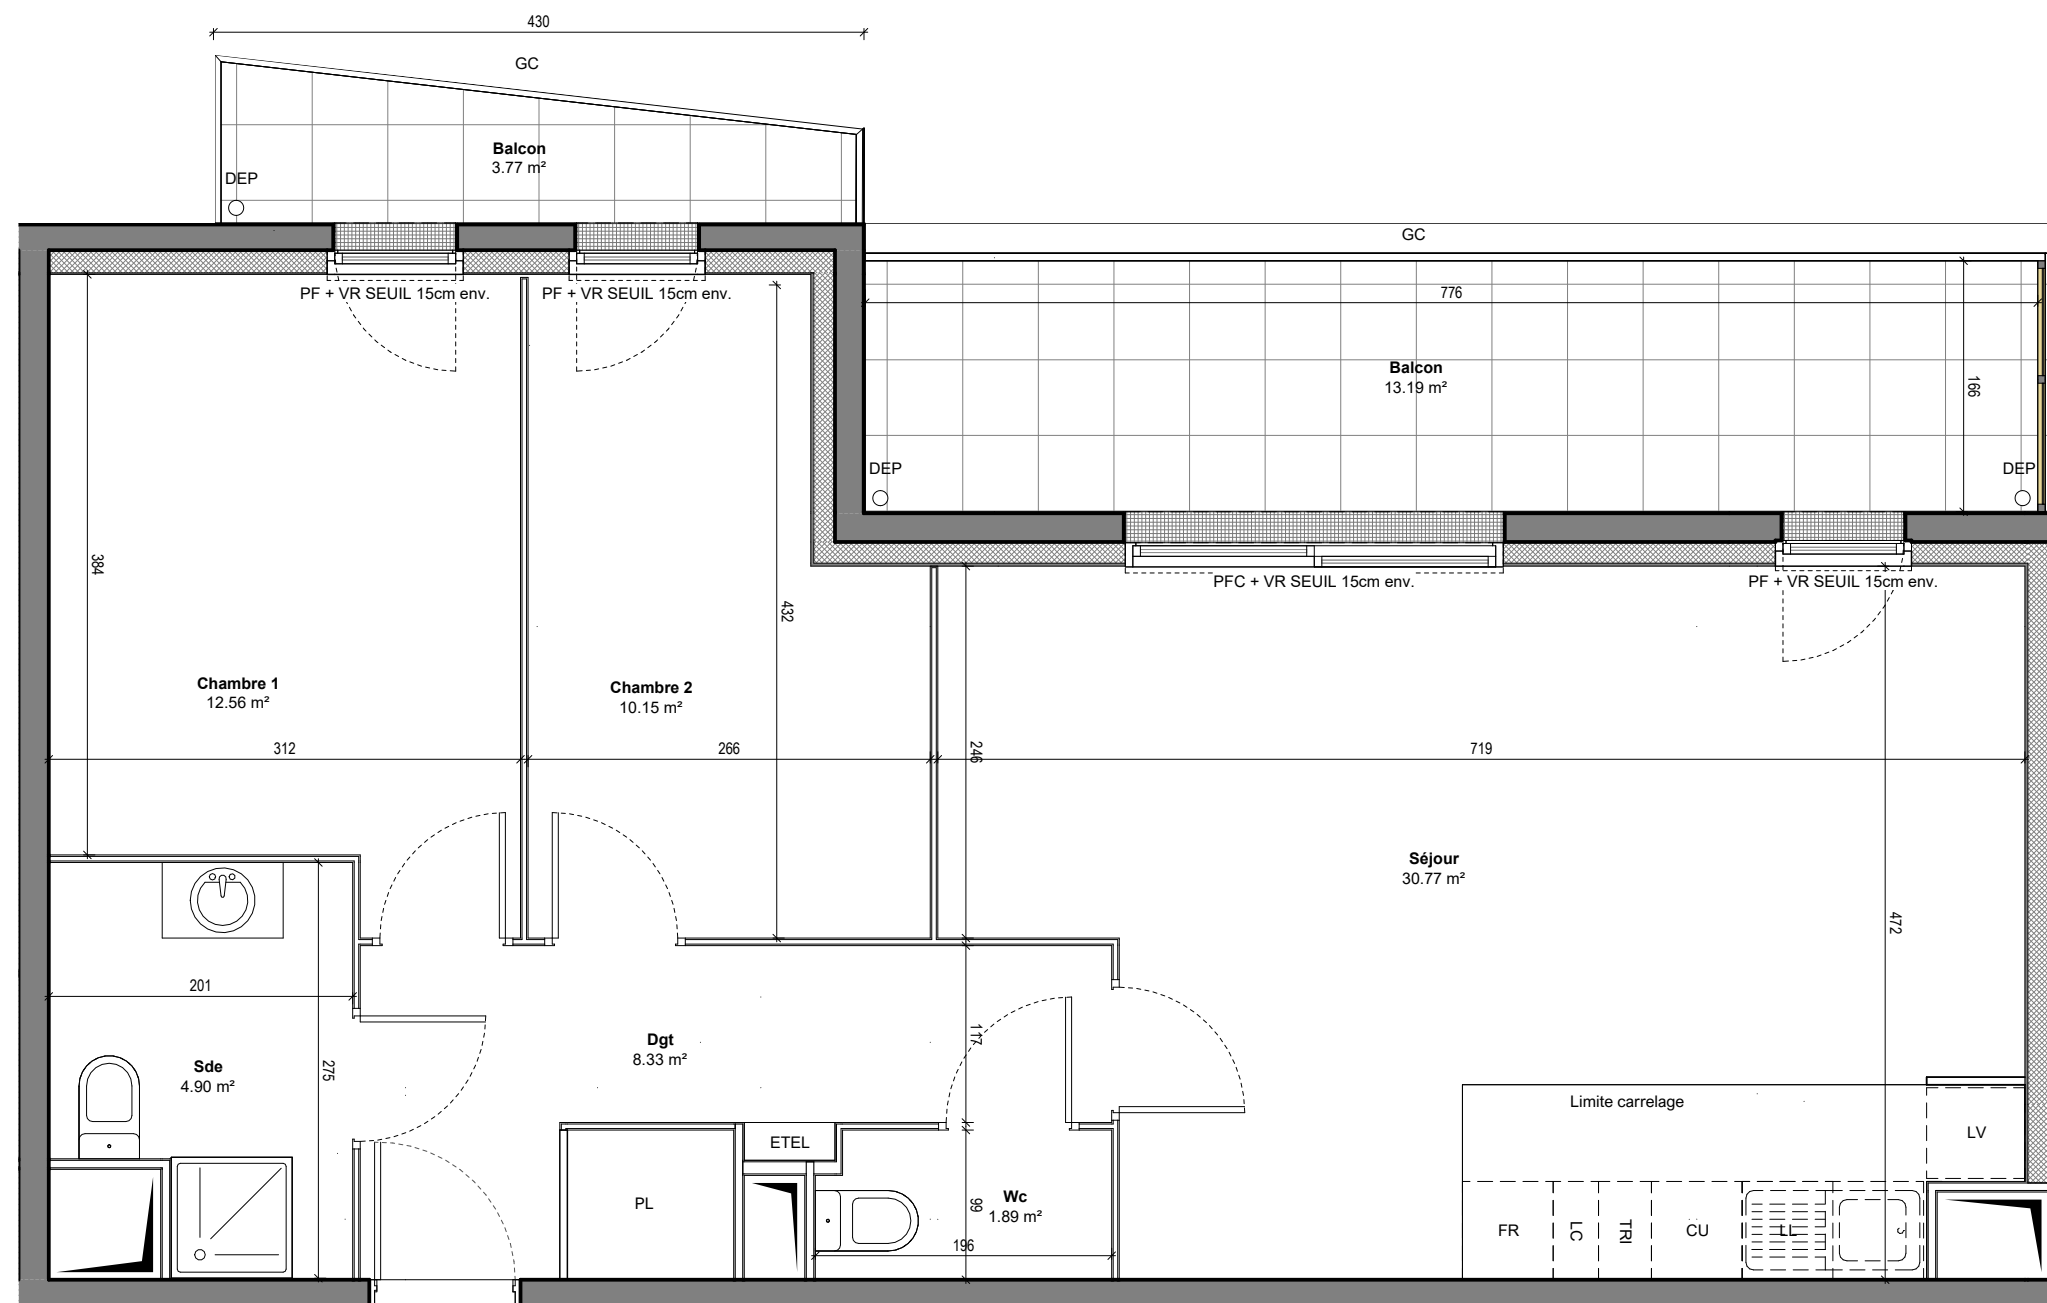 430
GC
Balcon
3.77 m²
DEP
GC
PF + VR SEUIL 15cm env.
PF + VR SEUIL 15cm env.
776
Balcon
13.19 m²
166
DEP
DEP
384
432
PFC + VR SEUIL 15cm env.
PF + VR SEUIL 15cm env.
Chambre 1
12.56 m²
Chambre 2
10.15 m²
312
266
246
719
Séjour
30.77 m²
472
201
Dgt
8.33 m²
117
Sde
4.90 m²
275
Limite carrelage
ETEL
LV
PL
Wc
1.89 m²
99
196
FR
LC
TRI
CU
LL